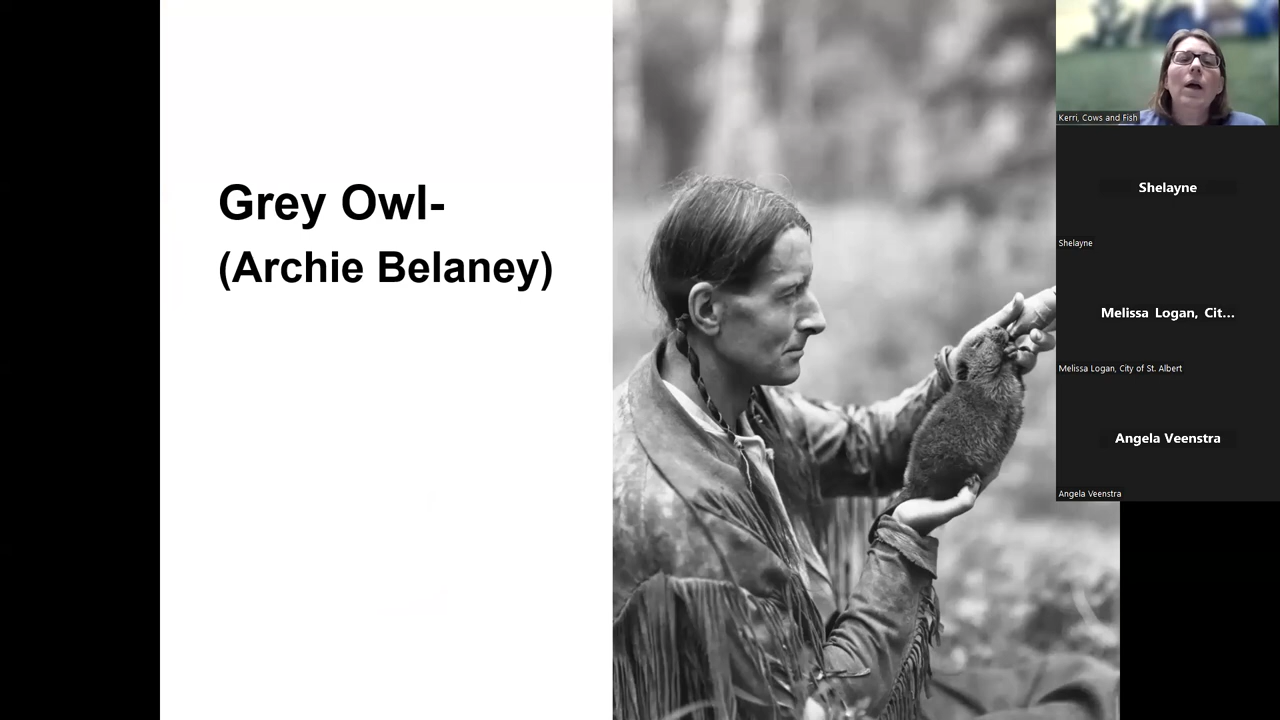 Grey Owl-
(Archie Belaney)
Kerri, Cows and Fish
Shelayne
Shelayne
Melissa Logan, Cit...
Melissa Logan, City of St. Albert
Angela Veenstra
Angela Veenstra